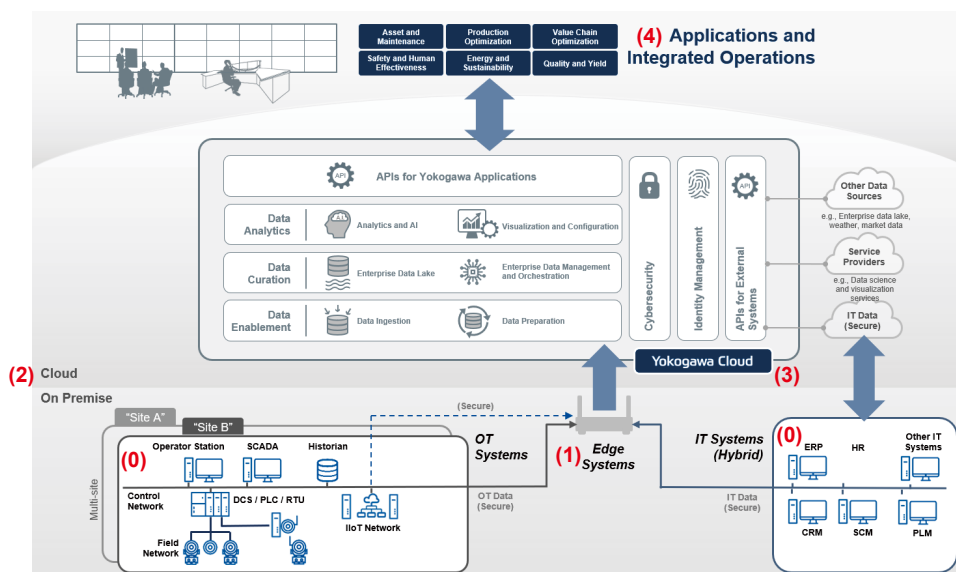 Asset and
Maintenance
Production
Optimization
Value Chain
Optimization
Safety and Human
Effectiveness
Energy and
Sustainability
Quality and Yield
(4) Applications and
Integrated Operations
API
APIs for Yokogawa Applications
Data
Analytics
A.I.
Analytics and AI
Visualization and Configuration
Data
Curation
Enterprise Data Lake
Enterprise Data Management
and Orchestration
Data
Enablement
Data Ingestion
Data Preparation
Cybersecurity
Identity Management
API
APIs for External
Systems
Other Data
Sources
e.g., Enterprise data lake,
weather, market data
Service
Providers
e.g., Data science
and visualization
services
IT Data
(Secure)
Yokogawa Cloud
(3)
(2) Cloud
On Premise
"Site A"
"Site B"
Multi-site
(0)
Operator Station
SCADA
Historian
Control
Network
DCS / PLC / RTU
IIoT Network
Field
Network
(Secure)
OT
Systems
OT Data
(Secure)
(1) Edge
Systems
IT Systems
(Hybrid)
IT Data
(Secure)
(0)
ERP
HR
Other IT
Systems
CRM
SCM
PLM